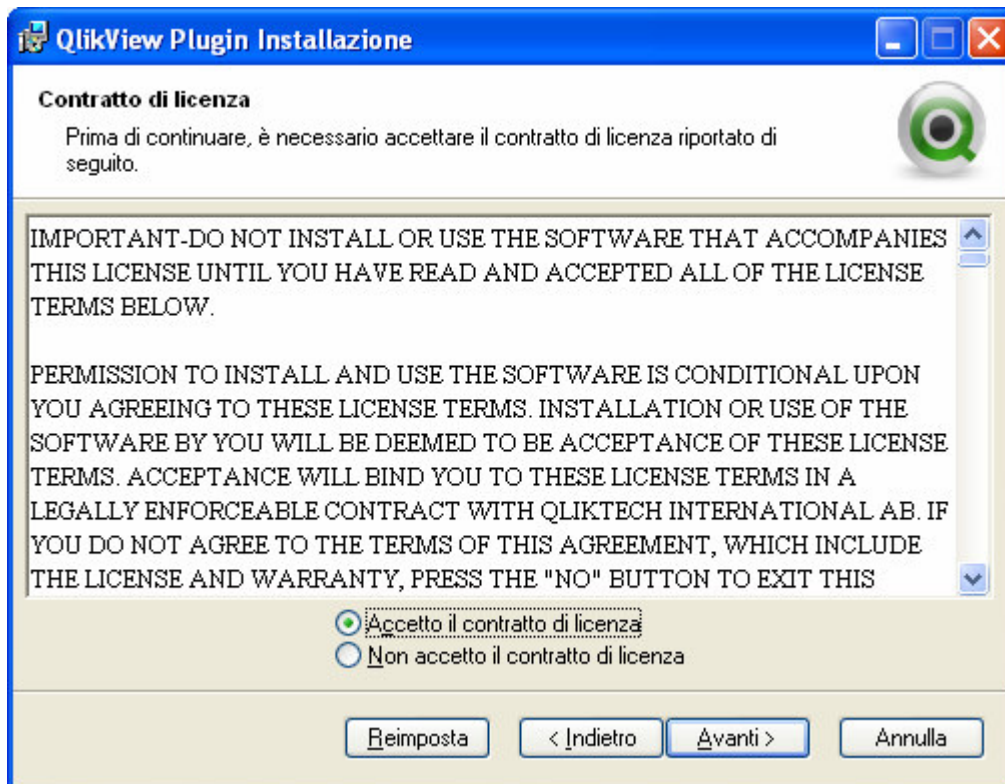 QlikView Plugin Installazione
Contratto di licenza
Prima di continuare, è necessario accettare il contratto di licenza riportato di
seguito.
IMPORTANT-DO NOT INSTALL OR USE THE SOFTWARE THAT ACCOMPANIES
THIS LICENSE UNTIL YOU HAVE READ AND ACCEPTED ALL OF THE LICENSE
TERMS BELOW.
PERMISSION TO INSTALL AND USE THE SOFTWARE IS CONDITIONAL UPON
YOU AGREEING TO THESE LICENSE TERMS. INSTALLATION OR USE OF THE
SOFTWARE BY YOU WILL BE DEEMED TO BE ACCEPTANCE OF THESE LICENSE
TERMS. ACCEPTANCE WILL BIND YOU TO THESE LICENSE TERMS IN A
LEGALLY ENFORCEABLE CONTRACT WITH QLIKTECH INTERNATIONAL AB. IF
YOU DO NOT AGREE TO THE TERMS OF THIS AGREEMENT, WHICH INCLUDE
THE LICENSE AND WARRANTY, PRESS THE "NO" BUTTON TO EXIT THIS
Accetto il contratto di licenza
Non accetto il contratto di licenza
Reimposta < Indietro Avanti > Annulla